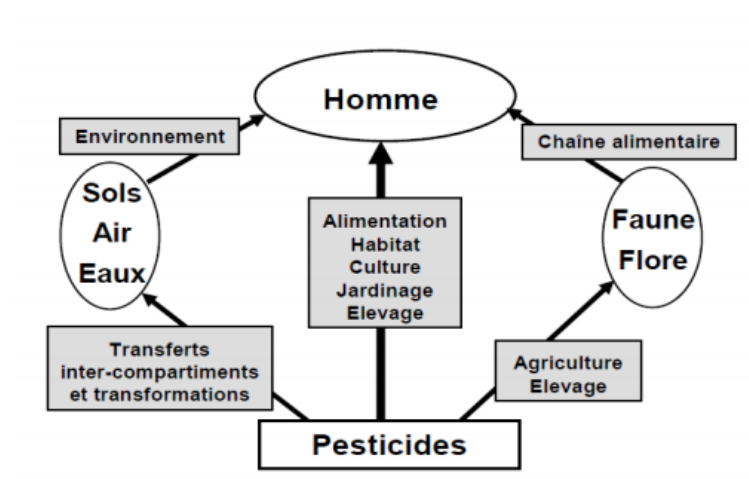 Homme
Environnement
Chaîne alimentaire
Sols
Air
Eaux
Alimentation
Habitat
Culture
Jardinage
Elevage
Faune
Flore
Transferts
inter-compartiments
et transformations
Agriculture
Elevage
Pesticides